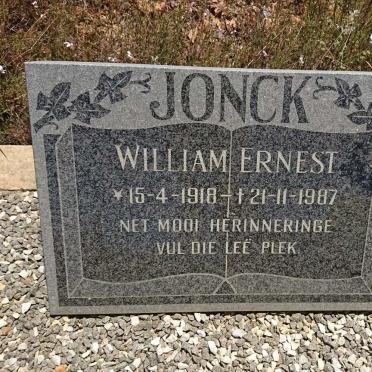 JONCK
WILLIAM ERNEST
*15-4-1918 - †21-11-1987
NET MOOI HERINNERINGE
VUL DIE LEË PLEK